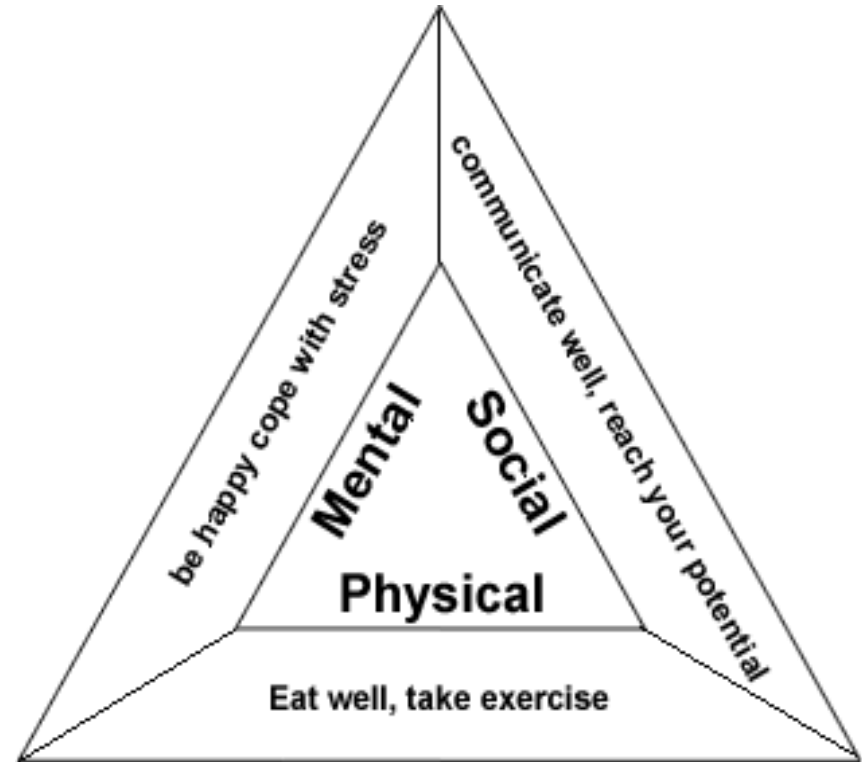 be happy cope with stress
communicate well, reach your potential
Mental
Social
Physical
Eat well, take exercise